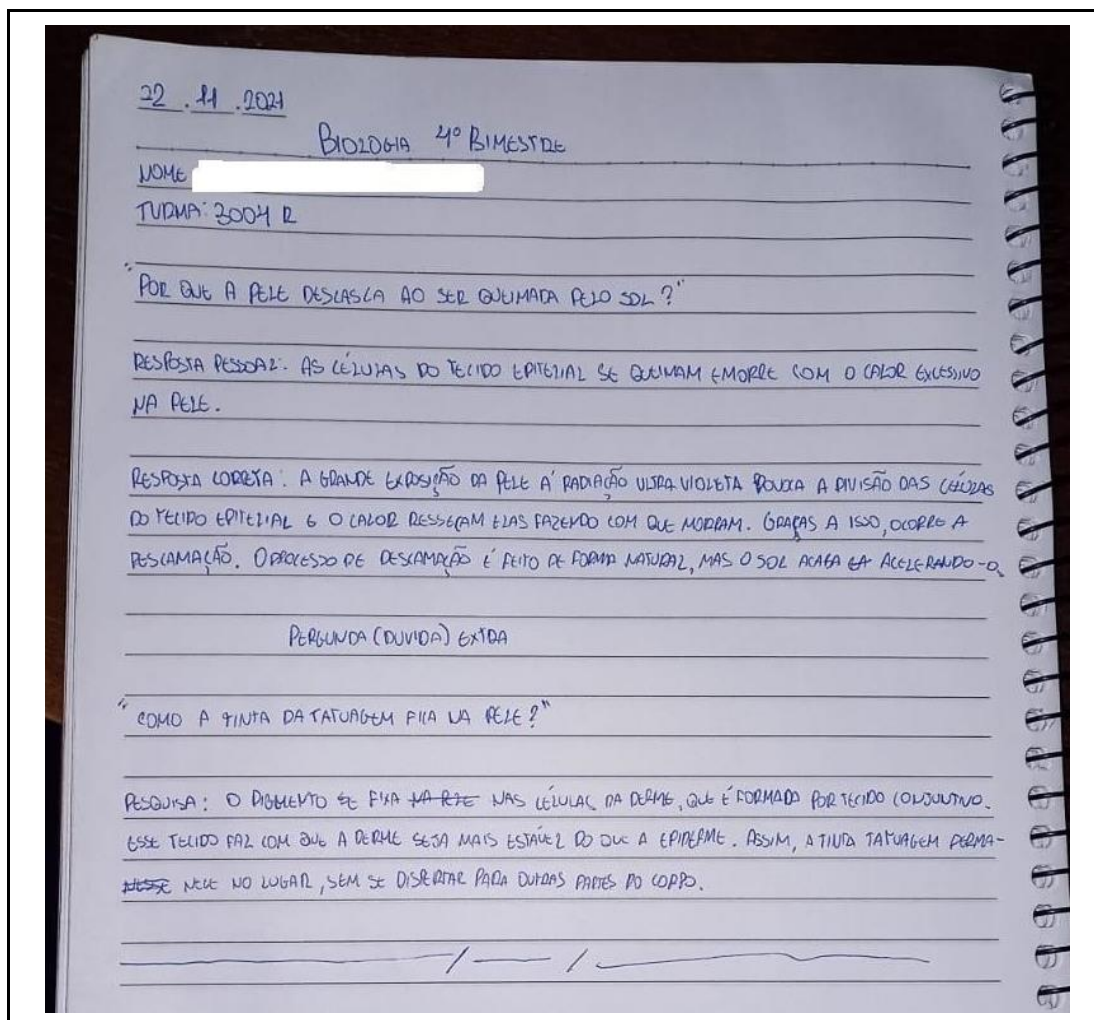 22 . 11 . 2021
BIOLOGIA 4º BIMESTRE
NOME
TURMA: 3004 R
"POR QUE A PELE DESCASCA AO SER QUEIMADA PELO SOL ?"
RESPOSTA PESSOAL: AS CÉLULAS DO TECIDO EPITELIAL SE QUEIMAM E MORRE COM O CALOR EXCESSIVO
NA PELE.
RESPOSTA CORRETA: A GRANDE EXPOSIÇÃO DA PELE Á RADIAÇÃO ULTRA VIOLETA A DIVISÃO DAS CÉLULAS
DO TECIDO EPITELIAL E O CALOR RESSECAM ELAS FAZENDO COM QUE MORRAM. GRAÇAS A ISSO, OCORRE A
DESCAMAÇÃO. O PROCESSO DE DESCAMAÇÃO É FEITO DE FORMA NATURAL, MAS O SOL ACABA ACELERANDO-O.
PERGUNDA (DUVIDA) EXTRA
"COMO A TINTA DA TATUAGEM FICA NA PELE ?"
PESQUISA: O PIGMENTO SE FIXA NAS CÉLULAS DA DERME, QUE É FORMADA POR TECIDO CONJUNTIVO.
ESSE TECIDO FAZ COM QUE A DERME SEJA MAIS ESTÁVEL DO QUE A EPIDERME. ASSIM, A TINTA TATUAGEM PERMA-
NECE NO LUGAR, SEM SE PARA OUTRAS PARTES DO CORPO.